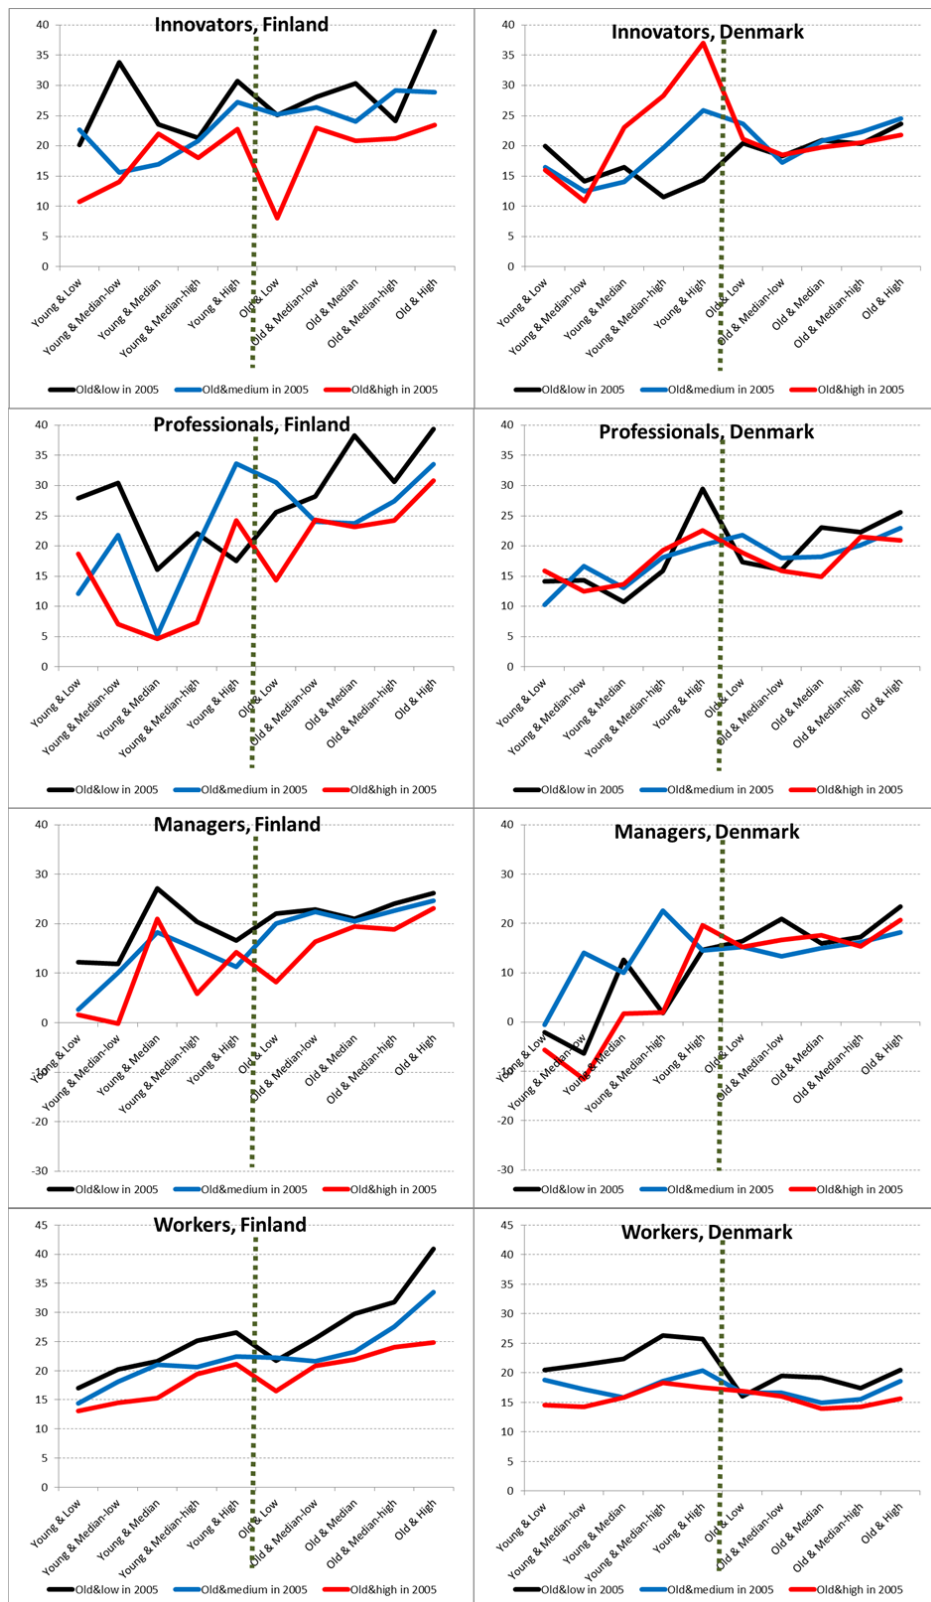 Innovators, Finland
40
35
30
25
20
15
10
5
0
Young & Low
Young & Median-low
Young & Median
Young & Median-high
Young & High
Old & Low
Old & Median-low
Old & Median
Old & Median-high
Old & High
Old&low in 2005 Old&medium in 2005 Old&high in 2005
Innovators, Denmark
40
35
30
25
20
15
10
5
0
Young & Low
Young & Median-low
Young & Median
Young & Median-high
Young & High
Old & Low
Old & Median-low
Old & Median
Old & Median-high
Old & High
Old&low in 2005 Old&medium in 2005 Old&high in 2005
Professionals, Finland
40
35
30
25
20
15
10
5
0
Young & Low
Young & Median-low
Young & Median
Young & Median-high
Young & High
Old & Low
Old & Median-low
Old & Median
Old & Median-high
Old & High
Old&low in 2005 Old&medium in 2005 Old&high in 2005
Professionals, Denmark
40
35
30
25
20
15
10
5
0
Young & Low
Young & Median-low
Young & Median
Young & Median-high
Young & High
Old & Low
Old & Median-low
Old & Median
Old & Median-high
Old & High
Old&low in 2005 Old&medium in 2005 Old&high in 2005
Managers, Finland
40
30
20
10
0
-10
-20
-30
Young & Low
Young & Median-low
Young & Median
Young & Median-high
Young & High
Old & Low
Old & Median-low
Old & Median
Old & Median-high
Old & High
Old&low in 2005 Old&medium in 2005 Old&high in 2005
Managers, Denmark
40
30
20
10
0
-10
-20
-30
Young & Low
Young & Median-low
Young & Median
Young & Median-high
Young & High
Old & Low
Old & Median-low
Old & Median
Old & Median-high
Old & High
Old&low in 2005 Old&medium in 2005 Old&high in 2005
Workers, Finland
45
40
35
30
25
20
15
10
5
0
Young & Low
Young & Median-low
Young & Median
Young & Median-high
Young & High
Old & Low
Old & Median-low
Old & Median
Old & Median-high
Old & High
Old&low in 2005 Old&medium in 2005 Old&high in 2005
Workers, Denmark
45
40
35
30
25
20
15
10
5
0
Young & Low
Young & Median-low
Young & Median
Young & Median-high
Young & High
Old & Low
Old & Median-low
Old & Median
Old & Median-high
Old & High
Old&low in 2005 Old&medium in 2005 Old&high in 2005